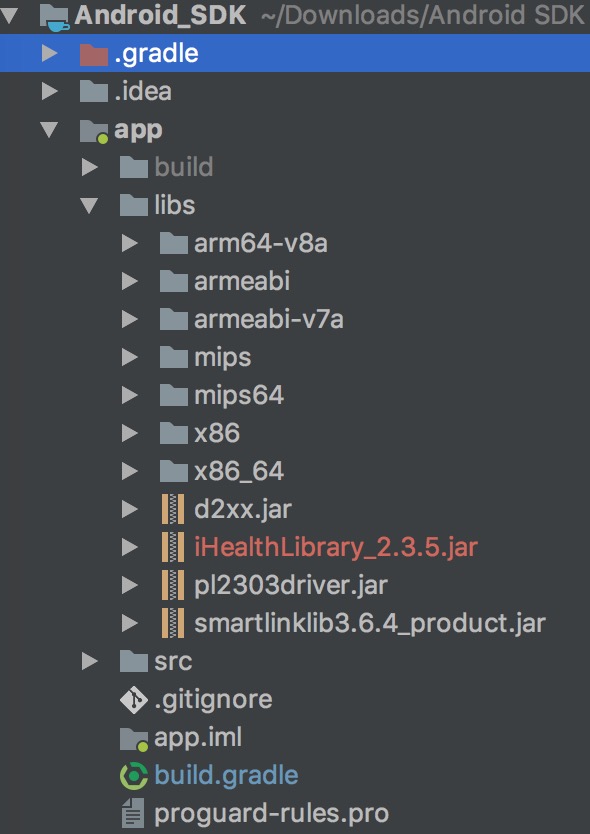 Android_SDK ~/Downloads/Android SDK
.gradle
.idea
app
build
libs
arm64-v8a
armeabi
armeabi-v7a
mips
mips64
x86
x86_64
d2xx.jar
iHealthLibrary_2.3.5.jar
pl2303driver.jar
smartlinklib3.6.4_product.jar
src
.gitignore
app.iml
build.gradle
proguard-rules.pro